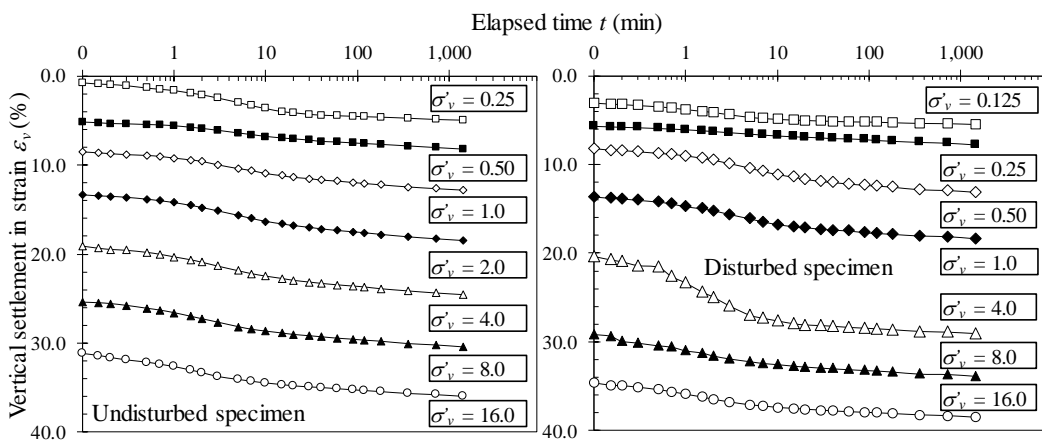 Elapsed time t (min)
0 1 10 100 1,000
0 1 10 100 1,000
Vertical settlement in strain εv (%)
0.0
10.0
20.0
30.0
40.0
σ'v = 0.25
σ'v = 0.50
σ'v = 1.0
σ'v = 2.0
σ'v = 4.0
σ'v = 8.0
σ'v = 16.0
Undisturbed specimen
0.0
10.0
20.0
30.0
40.0
σ'v = 0.125
σ'v = 0.25
σ'v = 0.50
σ'v = 1.0
Disturbed specimen
σ'v = 4.0
σ'v = 8.0
σ'v = 16.0